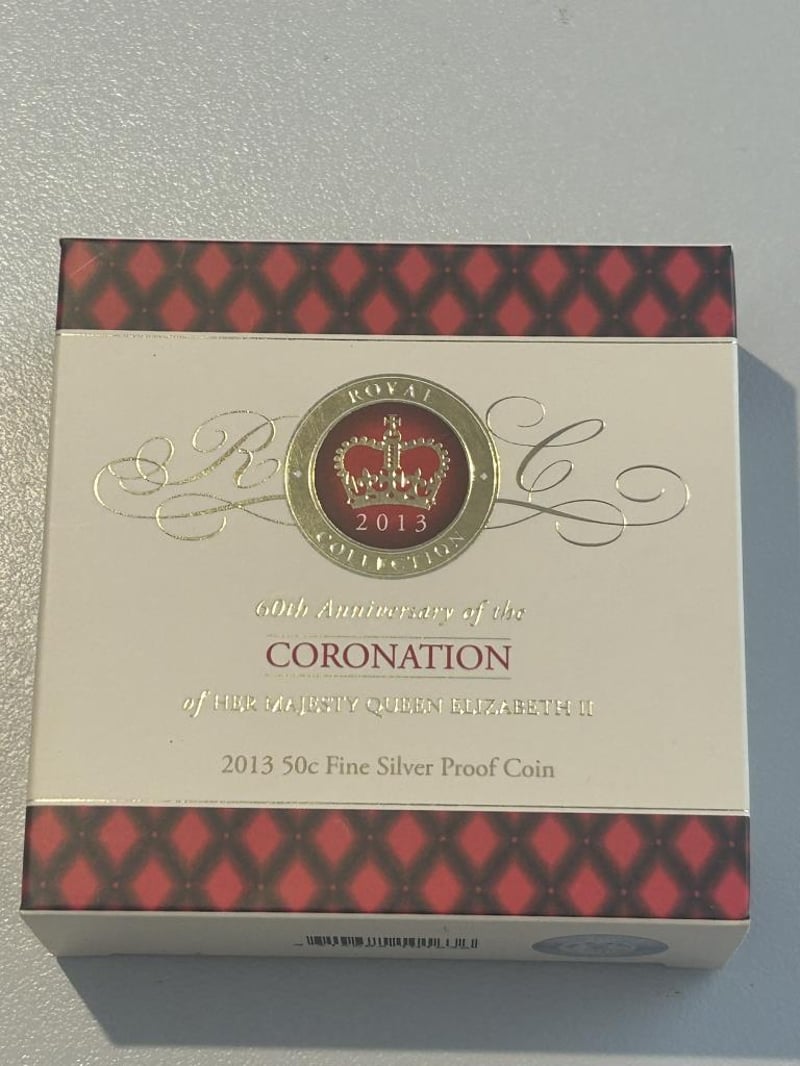 ROYAL
R C
2013
COLLECTION
60th Anniversary of the
CORONATION
of HER MAJESTY QUEEN ELIZABETH II
2013 50c Fine Silver Proof Coin